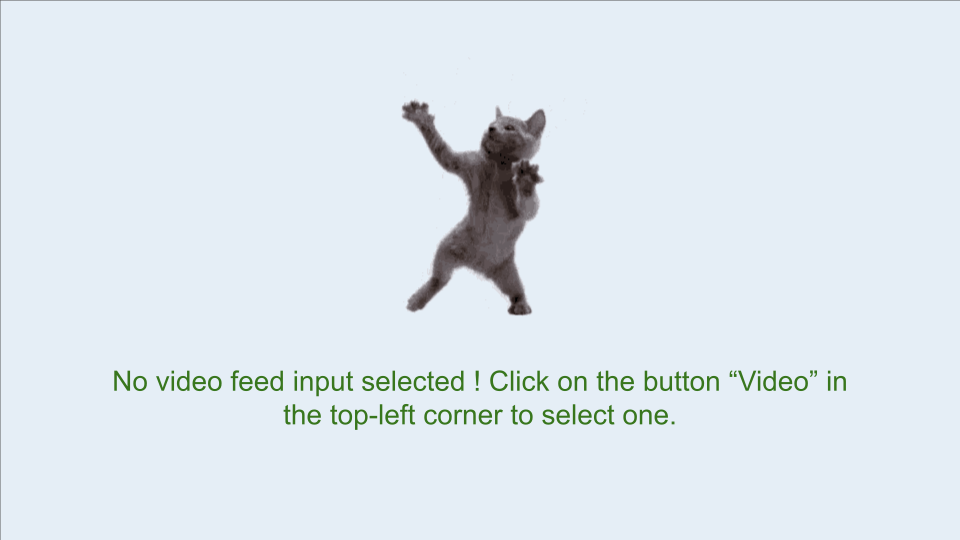 No video feed input selected ! Click on the button “Video” in
the top-left corner to select one.